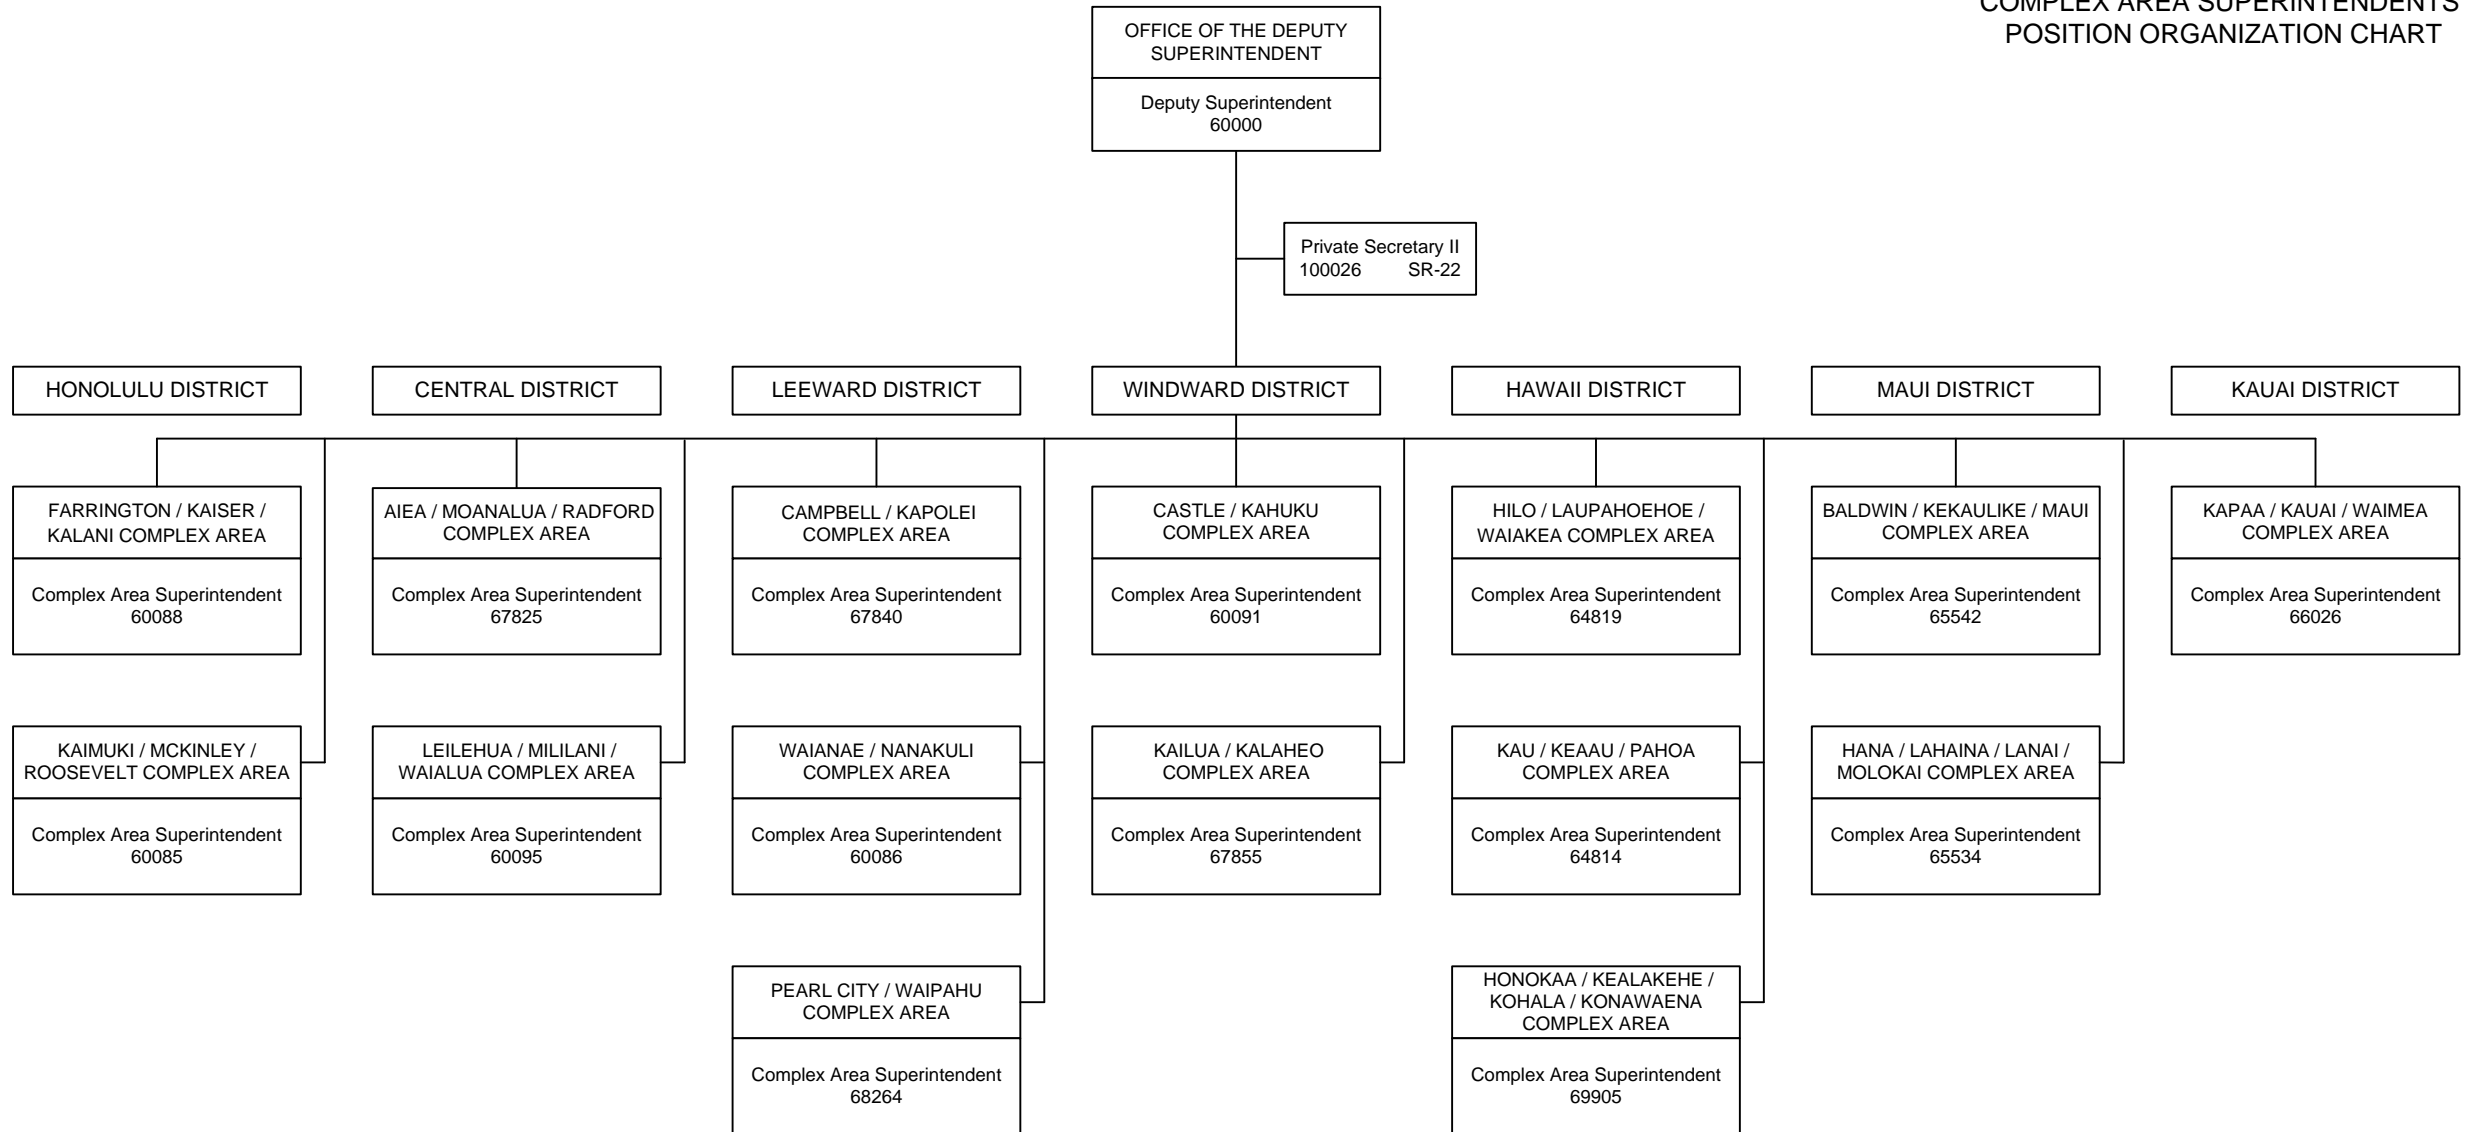 COMPLEX AREA SUPERINTENDENTS
POSITION ORGANIZATION CHART
OFFICE OF THE DEPUTY
SUPERINTENDENT
Deputy Superintendent
60000
Private Secretary II
100026 SR-22
HONOLULU DISTRICT
CENTRAL DISTRICT
LEEWARD DISTRICT
WINDWARD DISTRICT
HAWAII DISTRICT
MAUI DISTRICT
KAUAI DISTRICT
FARRINGTON / KAISER /
KALANI COMPLEX AREA
Complex Area Superintendent
60088
AIEA / MOANALUA / RADFORD
COMPLEX AREA
Complex Area Superintendent
67825
CAMPBELL / KAPOLEI
COMPLEX AREA
Complex Area Superintendent
67840
CASTLE / KAHUKU
COMPLEX AREA
Complex Area Superintendent
60091
HILO / LAUPAHOEHOE /
WAIAKEA COMPLEX AREA
Complex Area Superintendent
64819
BALDWIN / KEKAULIKE / MAUI
COMPLEX AREA
Complex Area Superintendent
65542
KAPAA / KAUAI / WAIMEA
COMPLEX AREA
Complex Area Superintendent
66026
KAIMUKI / MCKINLEY /
ROOSEVELT COMPLEX AREA
Complex Area Superintendent
60085
LEILEHUA / MILILANI /
WAIALUA COMPLEX AREA
Complex Area Superintendent
60095
WAIANAE / NANAKULI
COMPLEX AREA
Complex Area Superintendent
60086
KAILUA / KALAHEO
COMPLEX AREA
Complex Area Superintendent
67855
KAU / KEAAU / PAHOA
COMPLEX AREA
Complex Area Superintendent
64814
HANA / LAHAINA / LANAI /
MOLOKAI COMPLEX AREA
Complex Area Superintendent
65534
PEARL CITY / WAIPAHU
COMPLEX AREA
Complex Area Superintendent
68264
HONOKAA / KEALAKEHE /
KOHALA / KONAWAENA
COMPLEX AREA
Complex Area Superintendent
69905